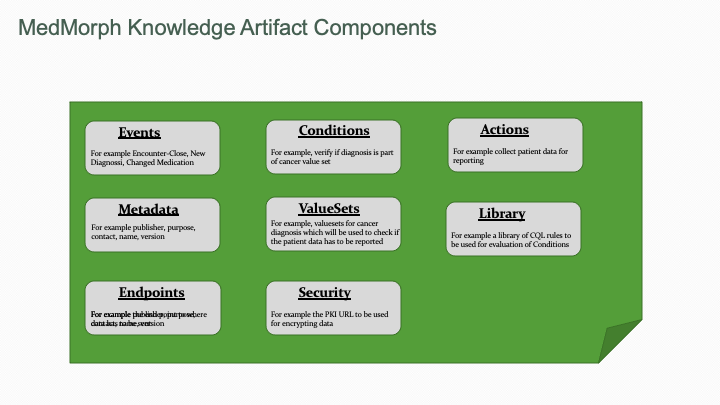 MedMorph Knowledge Artifact Components
Events
For example Encounter-Close, New
Diagnossi, Changed Medication
Conditions
For example, verify if diagnosis is part
of cancer value set
Actions
For example collect patient data for
reporting
Metadata
For example publisher, purpose,
contact, name, version
ValueSets
For example, valuesets for cancer
diagnosis which will be used to check if
the patient data has to be reported
Library
For example a library of CQL rules to
be used for evaluation of Conditions
Endpoints
For example
Security
For example the PKI URL to be used
for encrypting data